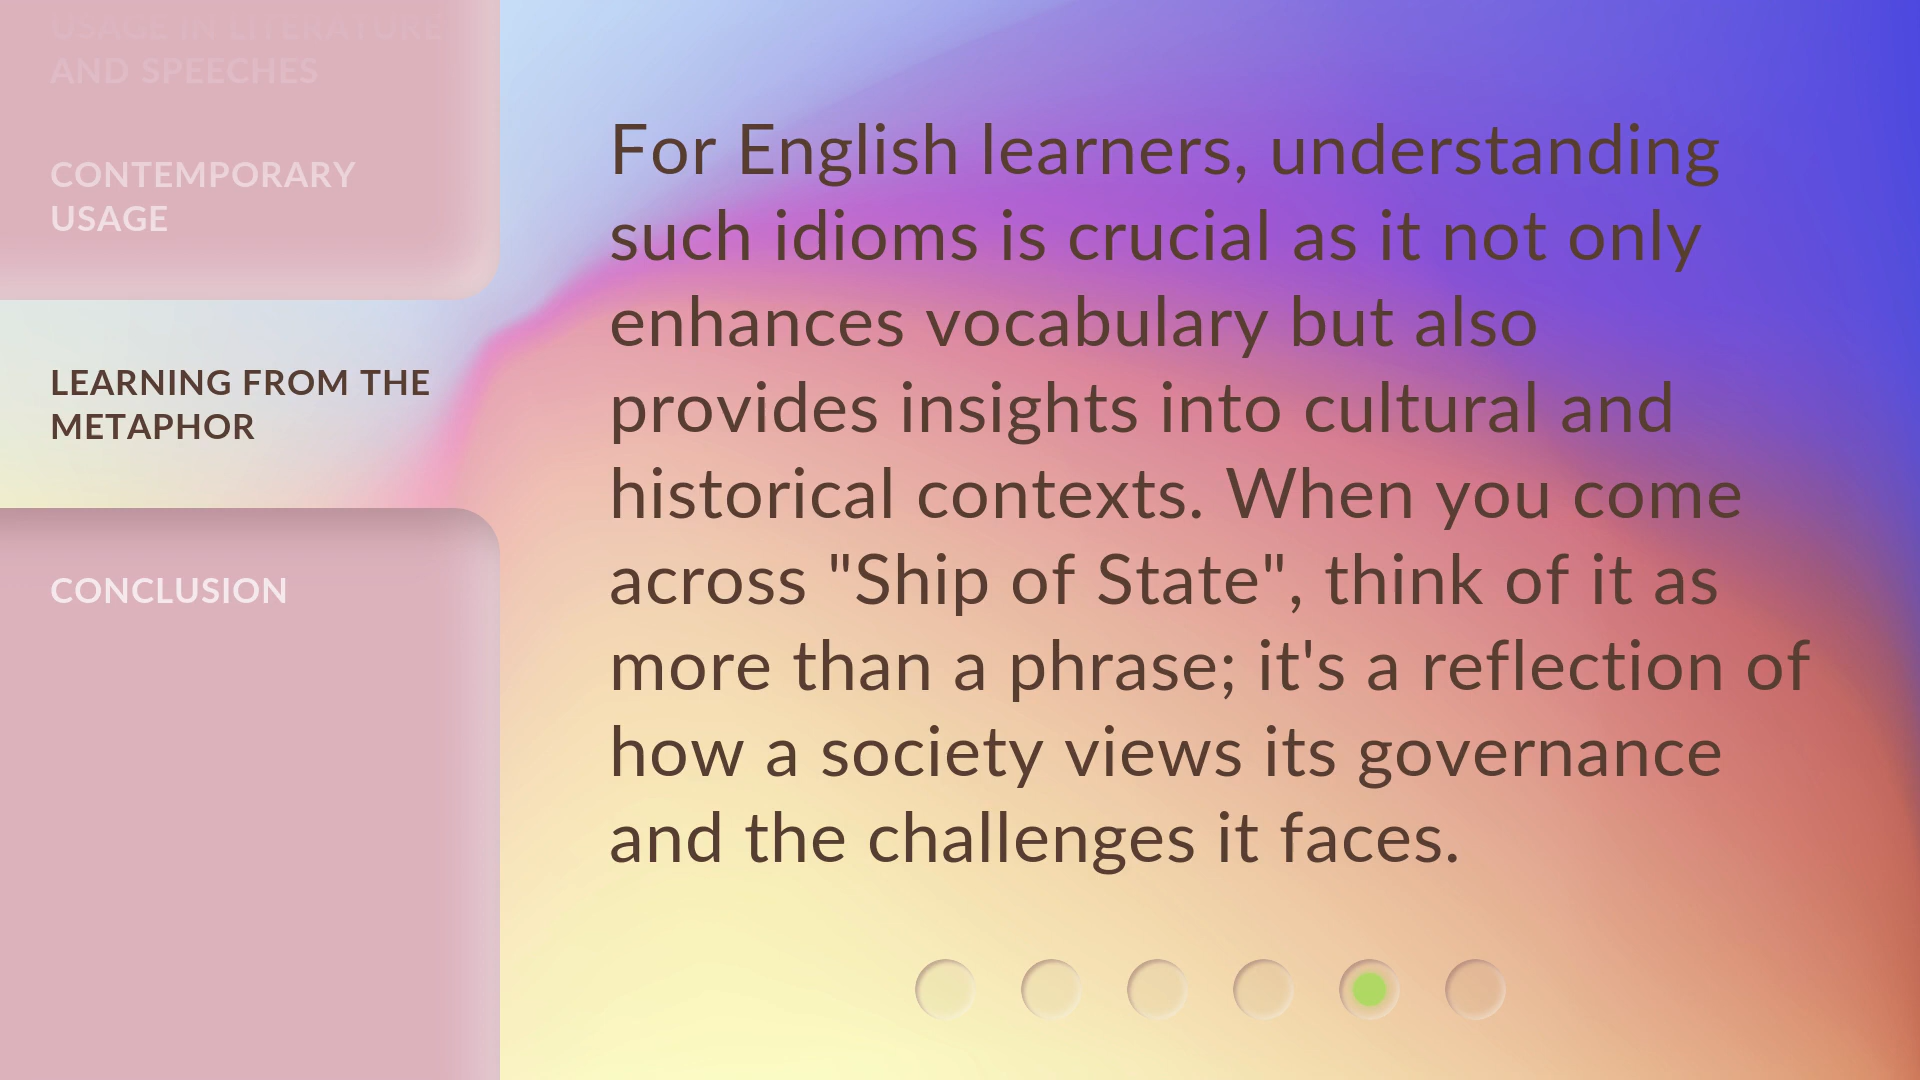 USAGE IN LITERATURE
AND SPEECHES
CONTEMPORARY
USAGE
LEARNING FROM THE
METAPHOR
CONCLUSION
For English learners, understanding
such idioms is crucial as it not only
enhances vocabulary but also
provides insights into cultural and
historical contexts. When you come
across "Ship of State", think of it as
more than a phrase; it's a reflection of
how a society views its governance
and the challenges it faces.